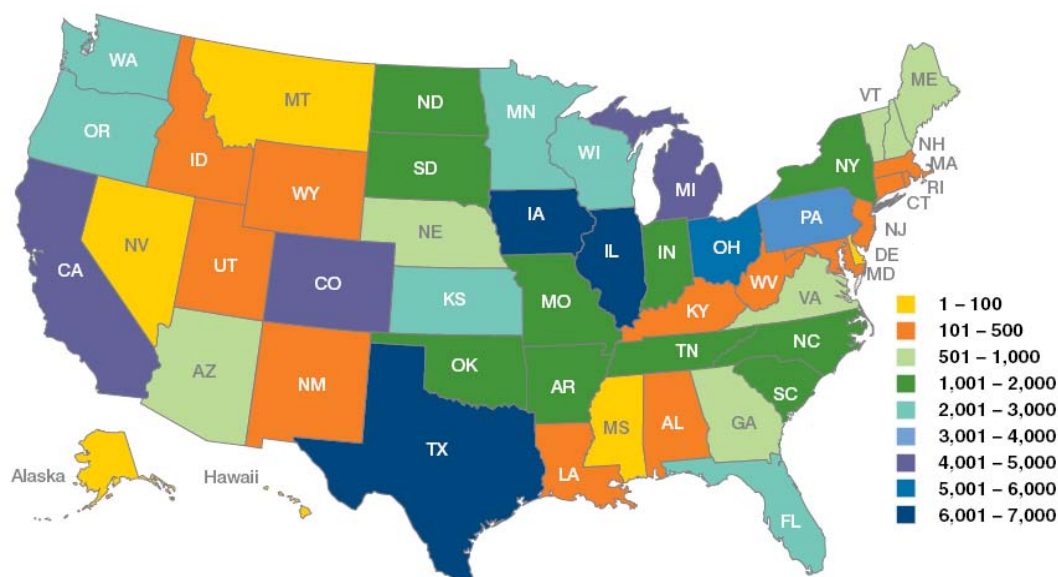 WA
MT
ND
MN
OR
ID
SD
WI
WY
MI
NY
VT
ME
NH
MA
RI
CT
NV
UT
NE
IA
IL
IN
OH
PA
NJ
DE
MD
CA
CO
KS
MO
KY
WV
VA
AZ
NM
OK
AR
TN
NC
SC
TX
LA
MS
AL
GA
FL
Alaska
Hawaii
1 – 100
101 – 500
501 – 1,000
1,001 – 2,000
2,001 – 3,000
3,001 – 4,000
4,001 – 5,000
5,001 – 6,000
6,001 – 7,000